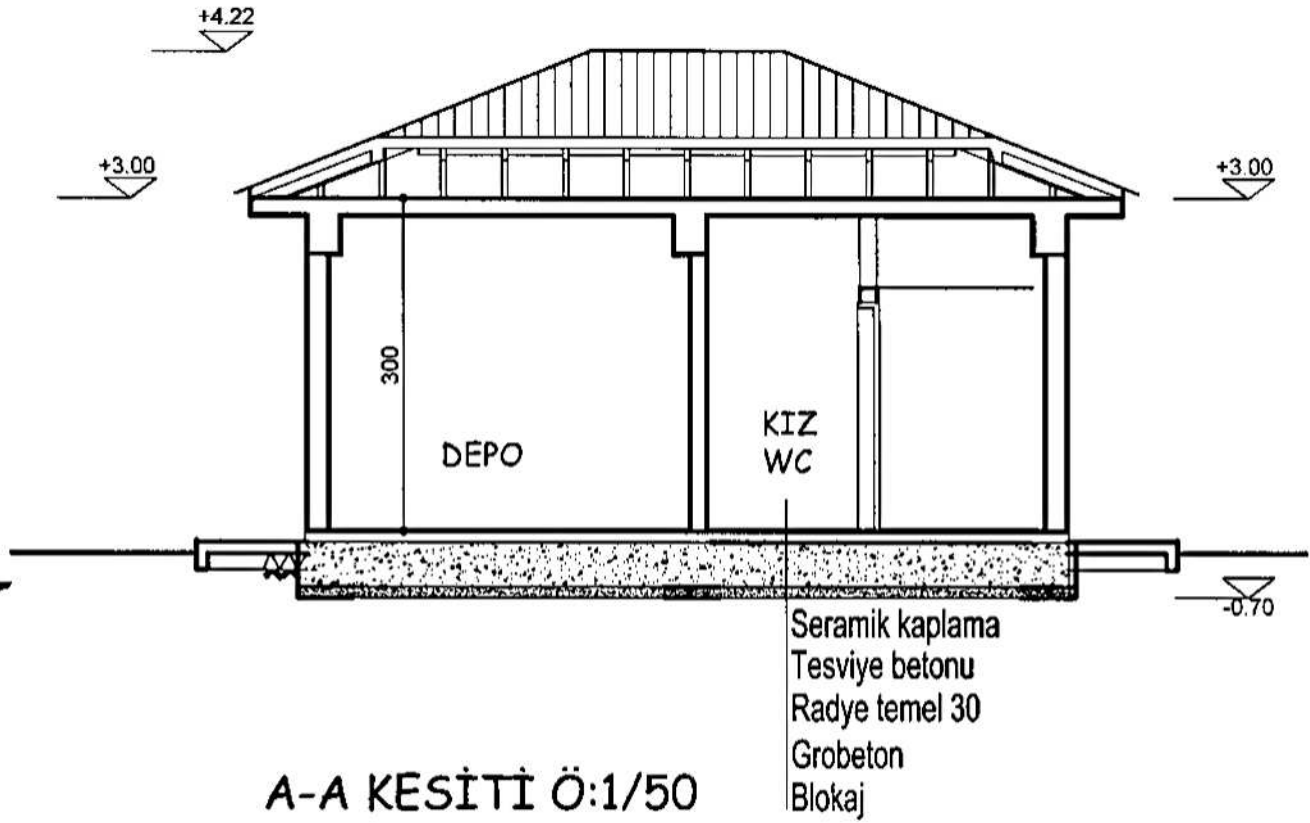 +4.22
+3.00
+3.00
300
DEPO
KIZ
WC
-0.70
Seramik kaplama
Tesviye betonu
Radye temel 30
Grobeton
Blokaj
A-A KESİTİ Ö:1/50